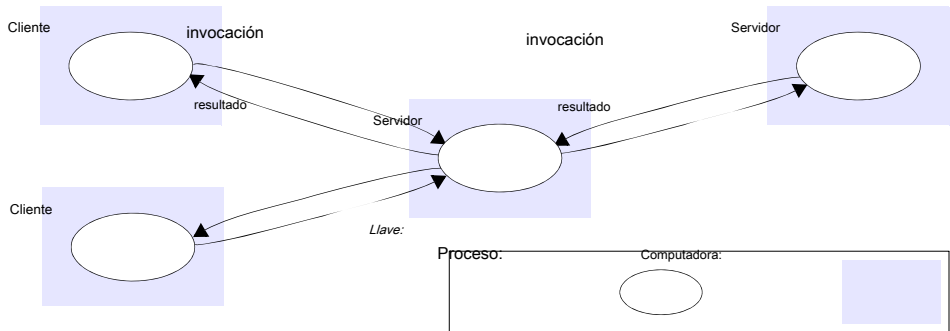 Cliente
invocación
invocación
Servidor
resultado
resultado
Servidor
Cliente
Llave:
Proceso:
Computadora: